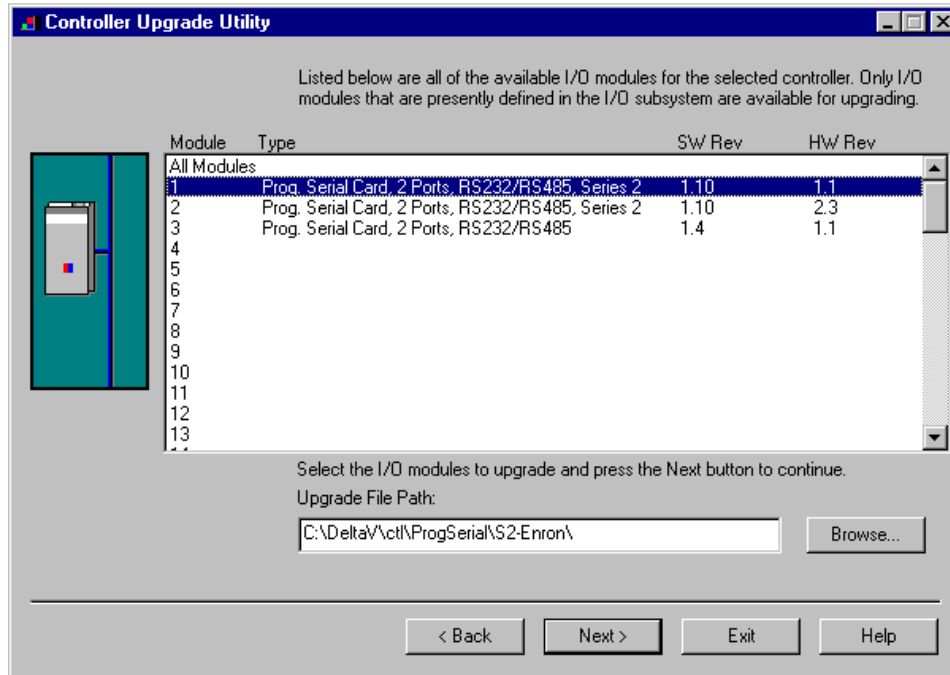 Controller Upgrade Utility
Listed below are all of the available I/O modules for the selected controller. Only I/O
modules that are presently defined in the I/O subsystem are available for upgrading.
Module Type SW Rev HW Rev
All Modules
1 Prog. Serial Card, 2 Ports, RS232/RS485, Series 2 1.10 1.1
2 Prog. Serial Card, 2 Ports, RS232/RS485, Series 2 1.10 2.3
3 Prog. Serial Card, 2 Ports, RS232/RS485 1.4 1.1
4
5
6
7
8
9
10
11
12
13
Select the I/O modules to upgrade and press the Next button to continue.
Upgrade File Path:
C:\DeltaV\ctl\ProgSerial\S2-Enron\
Browse...
< Back Next > Exit Help